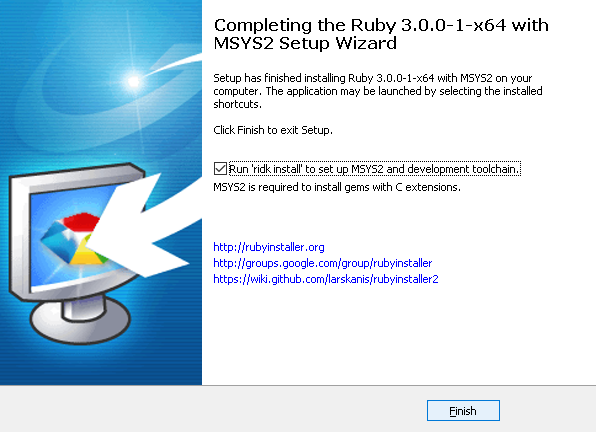 Completing the Ruby 3.0.0-1-x64 with
MSYS2 Setup Wizard
Setup has finished installing Ruby 3.0.0-1-x64 with MSYS2 on your
computer. The application may be launched by selecting the installed
shortcuts.
Click Finish to exit Setup.
Run 'ridk install' to set up MSYS2 and development toolchain.
MSYS2 is required to install gems with C extensions.
http://rubyinstaller.org
http://groups.google.com/group/rubyinstaller
https://wiki.github.com/larskanis/rubyinstaller2
Finish